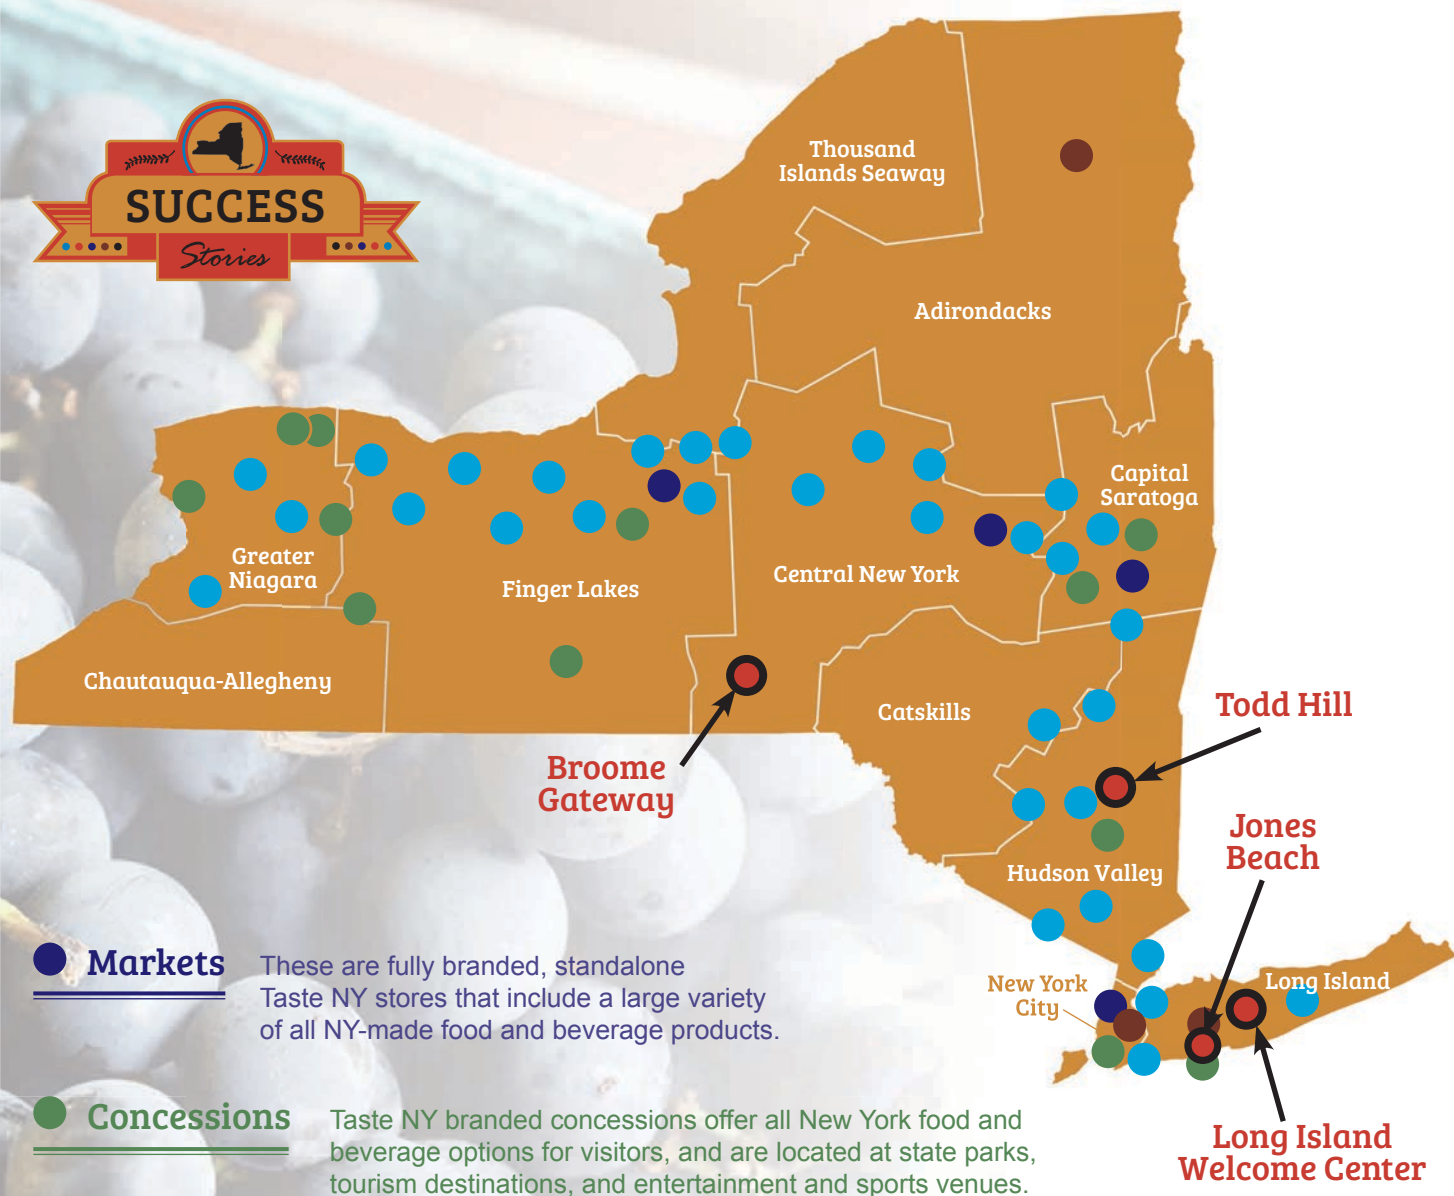 SUCCESS
Stories
Thousand
Islands Seaway
Adirondacks
Capital
Saratoga
Greater
Niagara
Finger Lakes
Central New York
Chautauqua-Allegheny
Catskills
Todd Hill
Broome
Gateway
Jones
Beach
Hudson Valley
New York
City
Long Island
Long Island
Welcome Center
Markets
These are fully branded, standalone
Taste NY stores that include a large variety
of all NY-made food and beverage products.
Concessions
Taste NY branded concessions offer all New York food and
beverage options for visitors, and are located at state parks,
tourism destinations, and entertainment and sports venues.